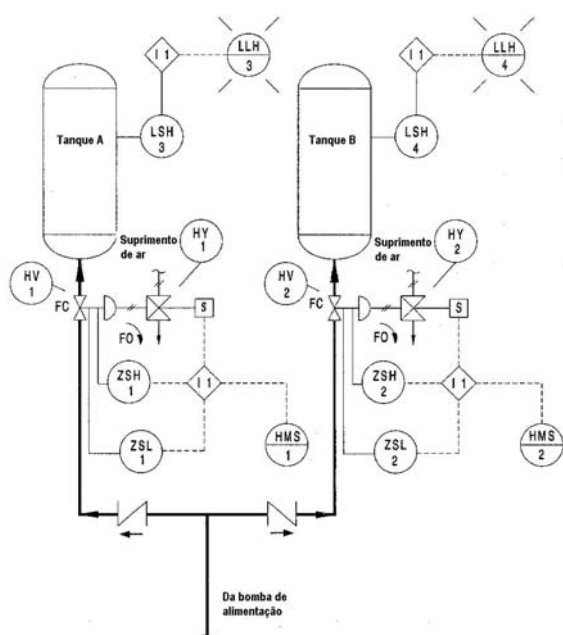 I 1
LLH
3
I 1
LLH
4
Tanque A
LSH
3
Tanque B
LSH
4
Suprimento
de ar
HY
1
Suprimento
de ar
HY
2
HV
1
FC
S
HV
2
FC
S
FO
FO
ZSH
1
I 1
ZSH
2
I 1
ZSL
1
HMS
1
ZSL
2
HMS
2
Da bomba de
alimentação